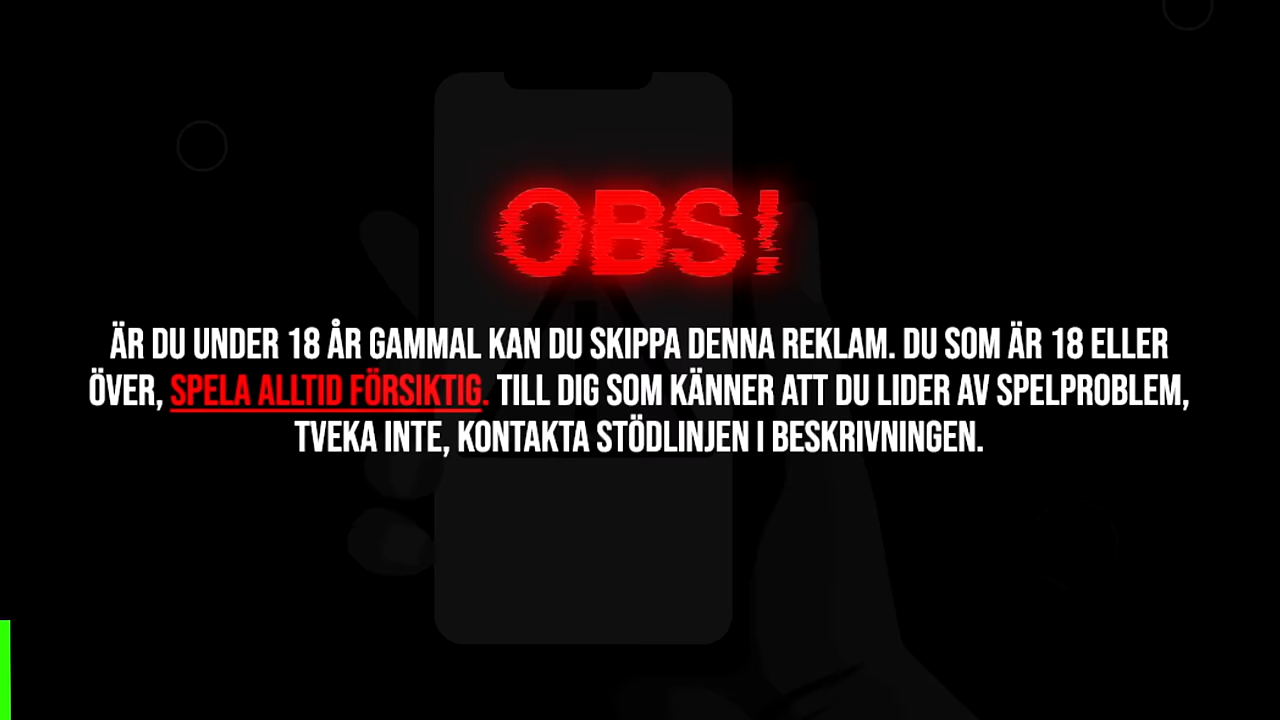 OBS!
ÄR DU UNDER 18 ÅR GAMMAL KAN DU SKIPPA DENNA REKLAM. DU SOM ÄR 18 ELLER
ÖVER, SPELA ALLTID FÖRSIKTIG. TILL DIG SOM KÄNNER ATT DU LIDER AV SPELPROBLEM,
TVEKA INTE, KONTAKTA STÖDLINJEN I BESKRIVNINGEN.